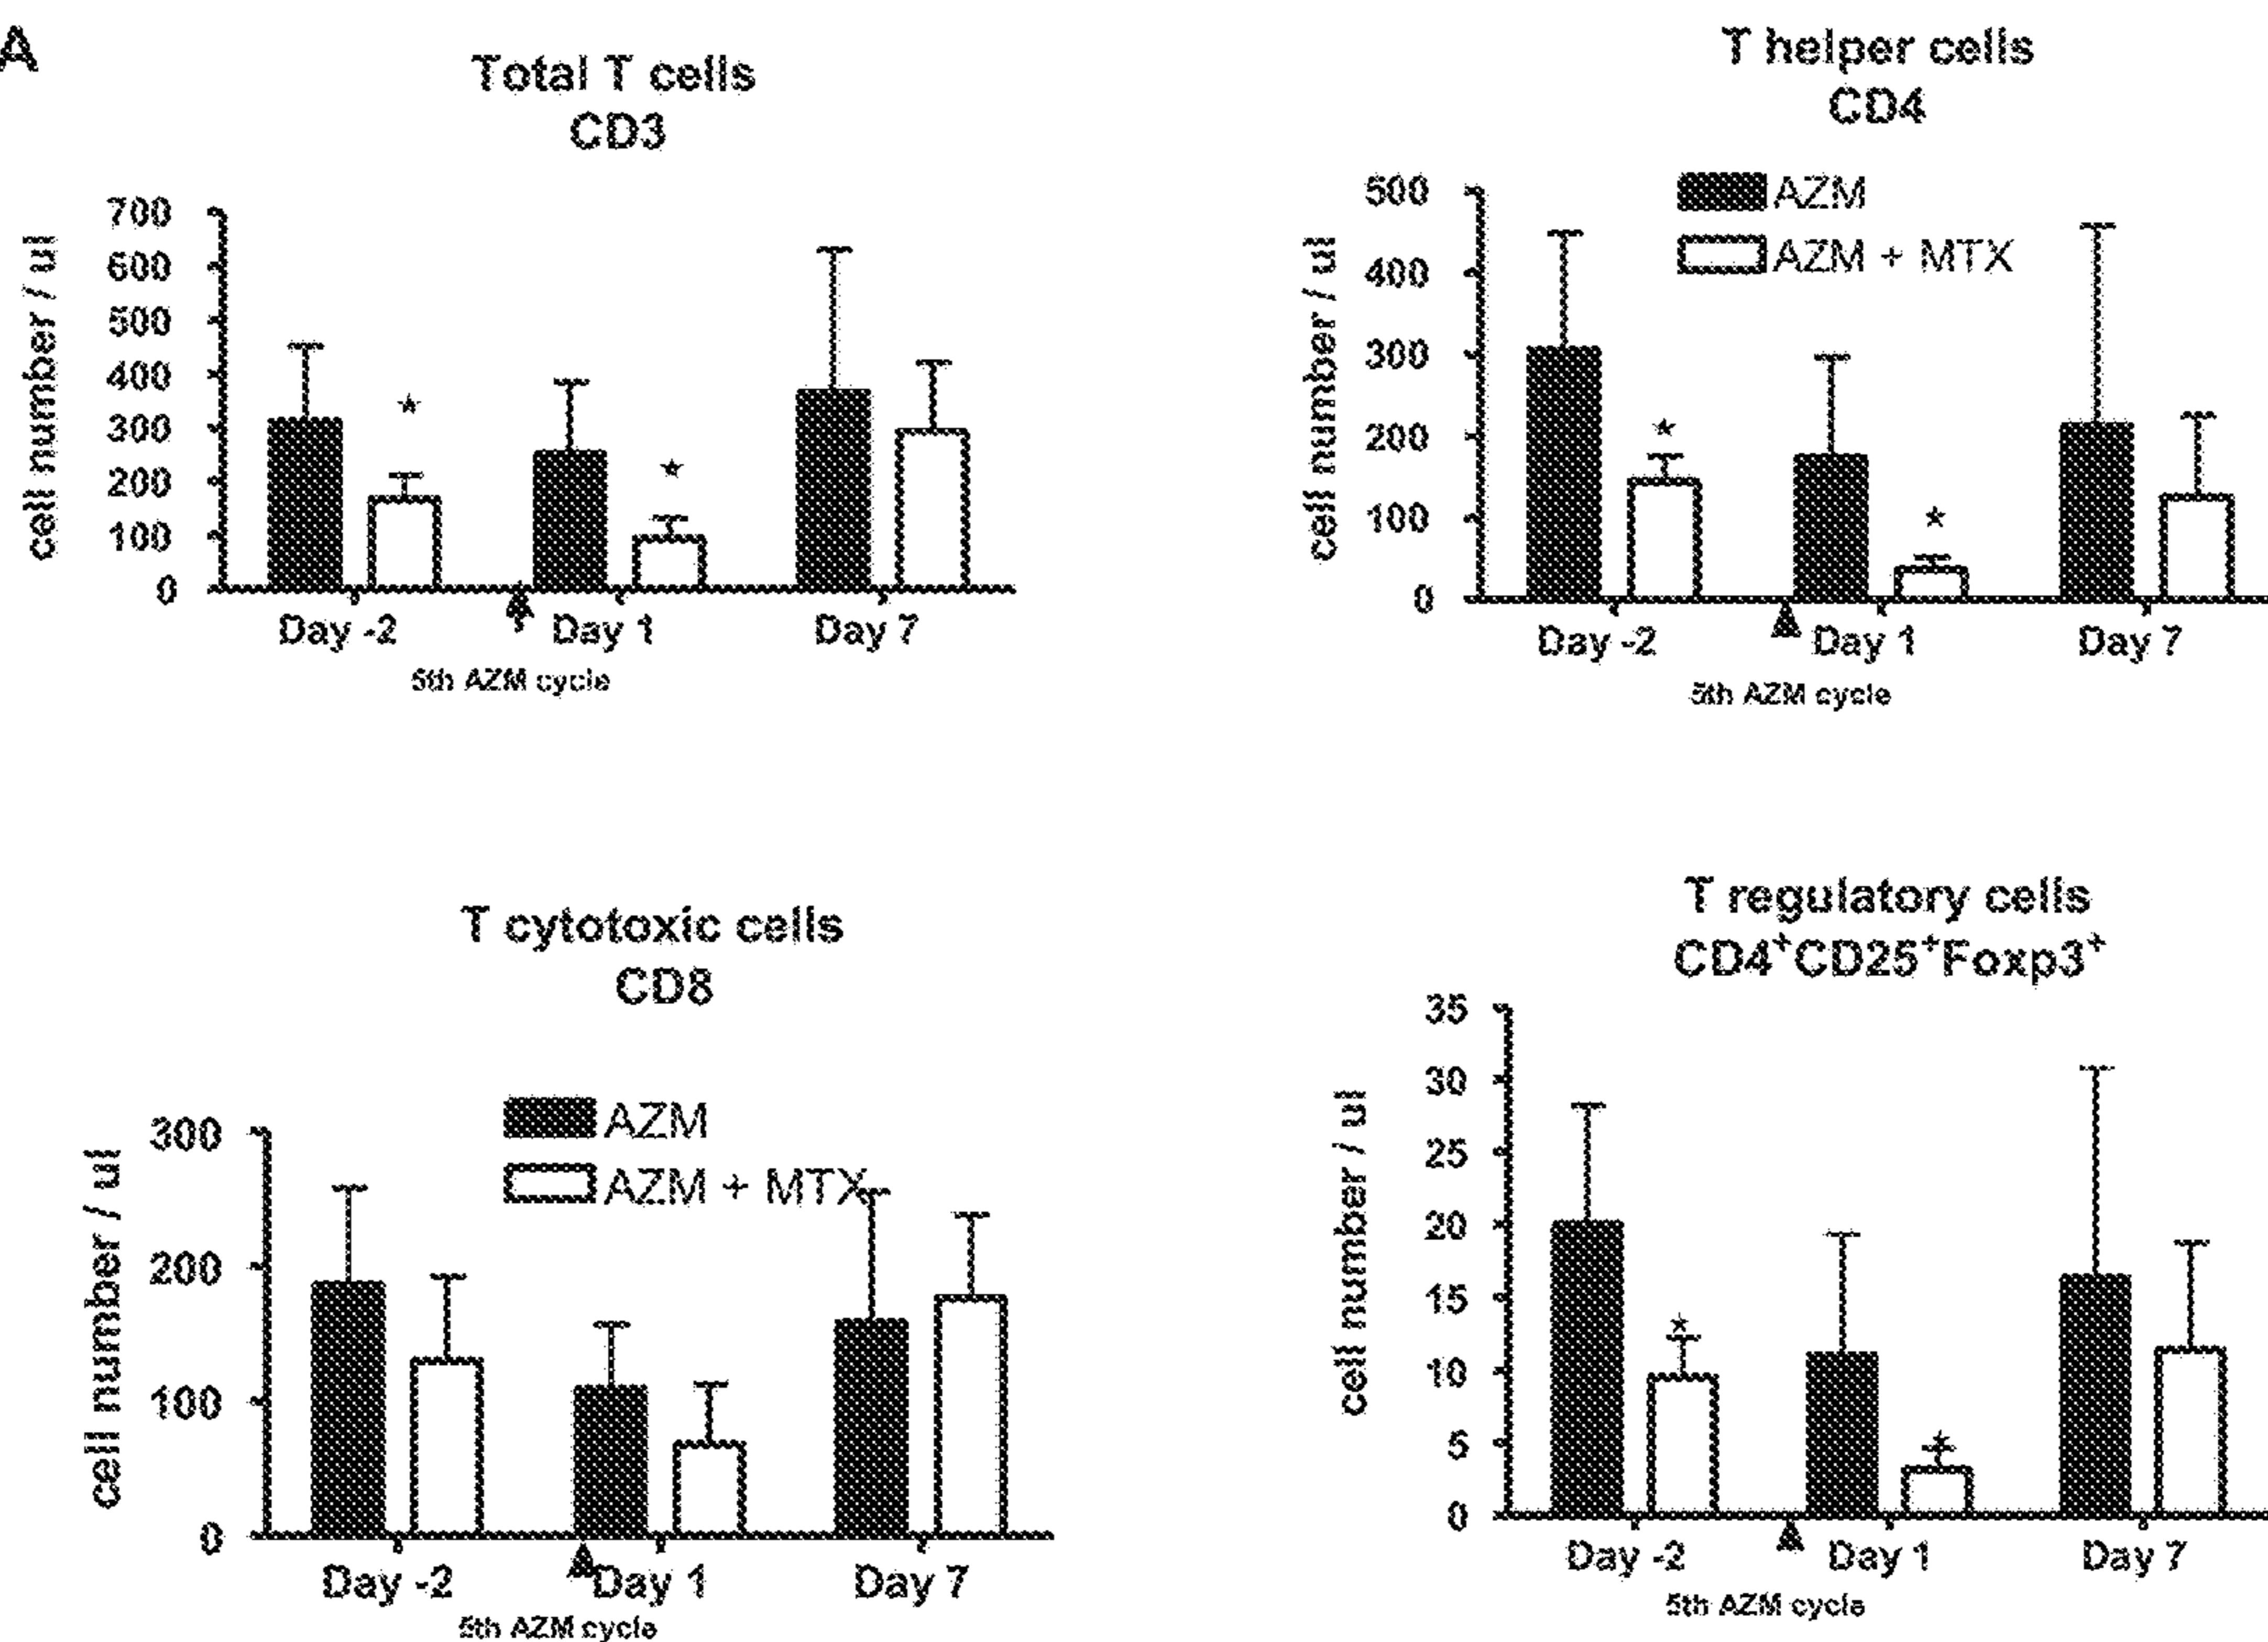 A
Total T cells
CD3
cell number / ul
700
600
500
400
300
200
100
0
Day -2
Day 1
Day 7
5th AZM cycle
T helper cells
CD4
AZM
AZM + MTX
cell number / ul
500
400
300
200
100
0
Day -2
Day 1
Day 7
5th AZM cycle
T cytotoxic cells
CD8
AZM
AZM + MTX
cell number / ul
300
200
100
0
Day -2
Day 1
Day 7
5th AZM cycle
T regulatory cells
CD4⁺CD25⁺Foxp3⁺
cell number / ul
35
30
25
20
15
10
5
0
Day -2
Day 1
Day 7
5th AZM cycle